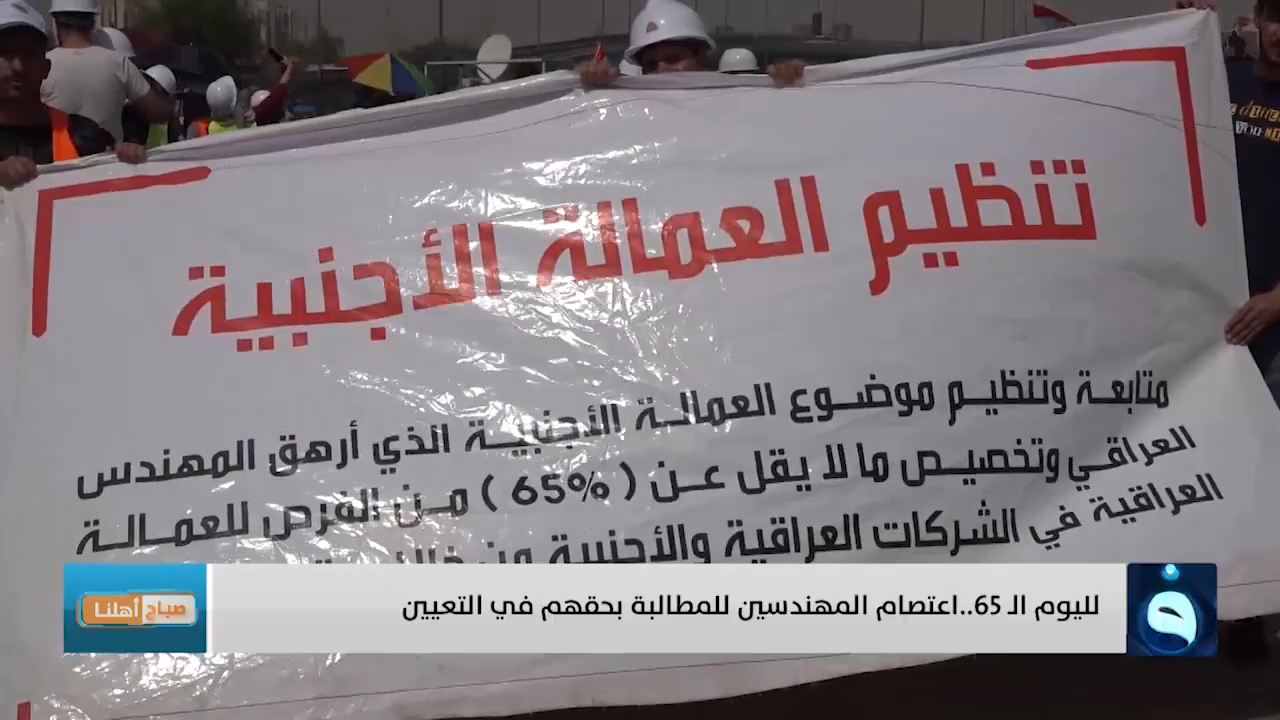 تنظيم العمالة الأجنبية
متابعة وتنظيم موضوع العمالة الأجنبية الذي أرهق المهندس
العراقي وتخصيص ما لا يقل عن (65%) من الفرص للعمالة
العراقية في الشركات العراقية والأجنبية من
لليوم الـ 65..اعتصام المهندسين للمطالبة بحقهم في التعيين
صباح أهلنا